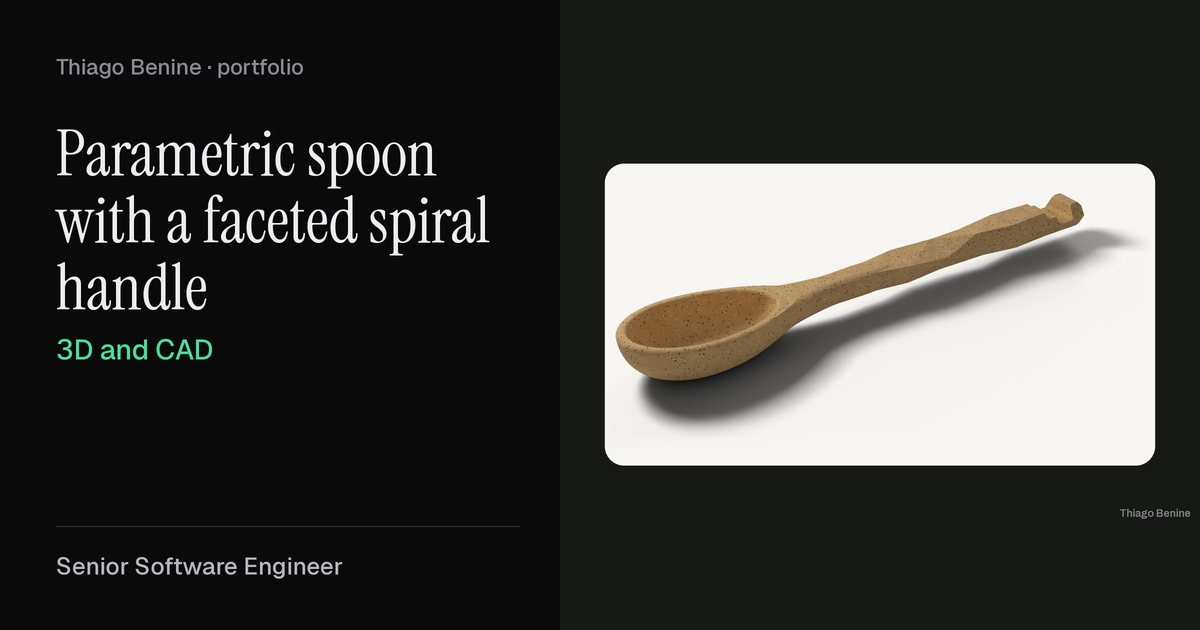 Thiago Benine · portfolio
Parametric spoon
with a faceted spiral
handle
3D and CAD
Senior Software Engineer
Thiago Benine